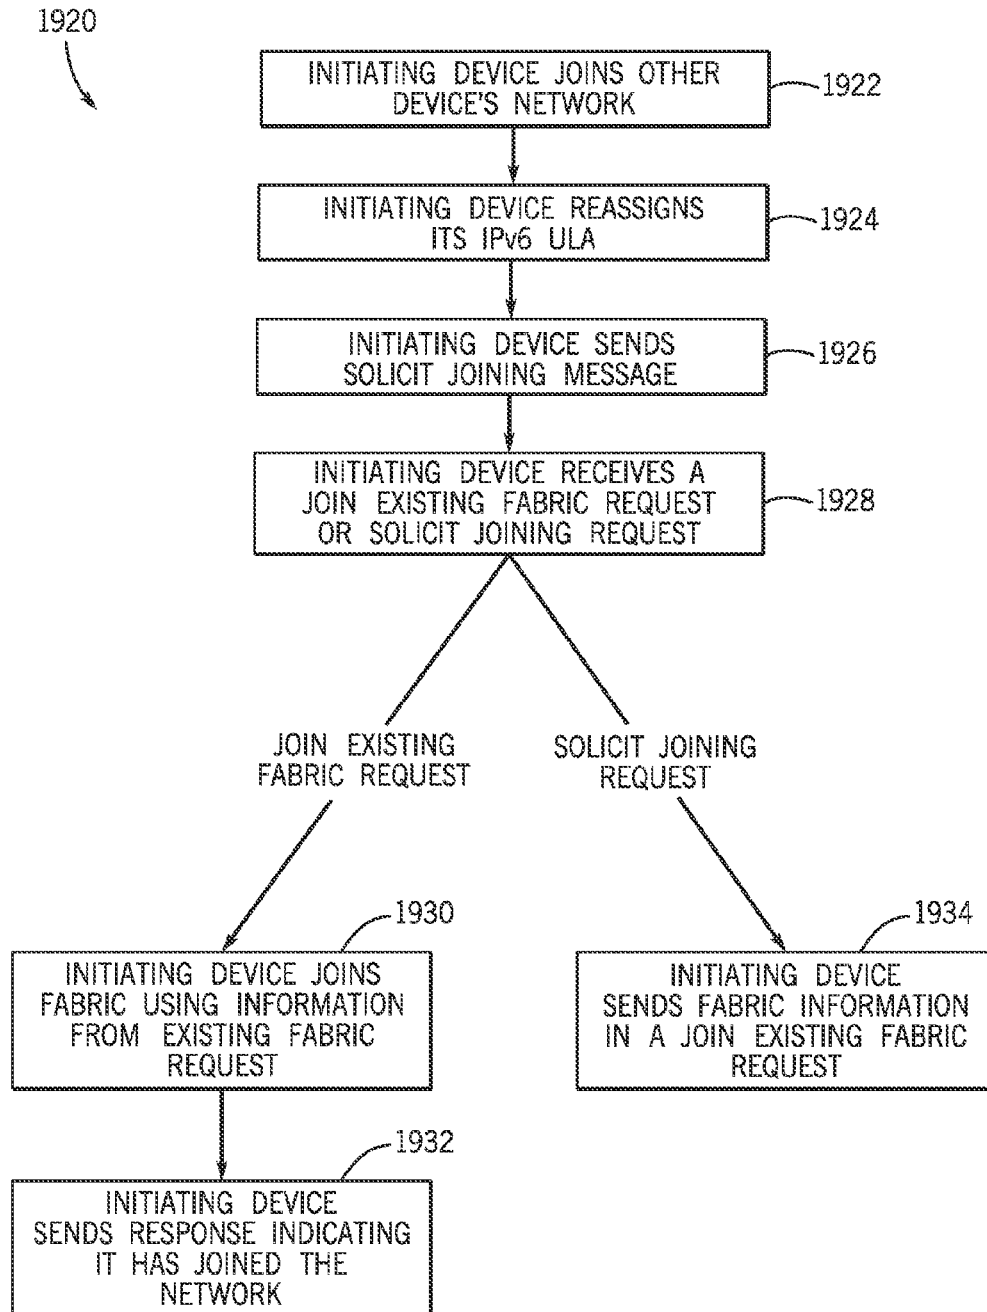 1920
INITIATING DEVICE JOINS OTHER
DEVICE'S NETWORK
1922
INITIATING DEVICE REASSIGNS
ITS IPv6 ULA
1924
INITIATING DEVICE SENDS
SOLICIT JOINING MESSAGE
1926
INITIATING DEVICE RECEIVES A
JOIN EXISTING FABRIC REQUEST
OR SOLICIT JOINING REQUEST
1928
JOIN EXISTING
FABRIC REQUEST
SOLICIT JOINING
REQUEST
1930
INITIATING DEVICE JOINS
FABRIC USING INFORMATION
FROM EXISTING FABRIC
REQUEST
1934
INITIATING DEVICE
SENDS FABRIC INFORMATION
IN A JOIN EXISTING FABRIC
REQUEST
1932
INITIATING DEVICE
SENDS RESPONSE INDICATING
IT HAS JOINED THE
NETWORK